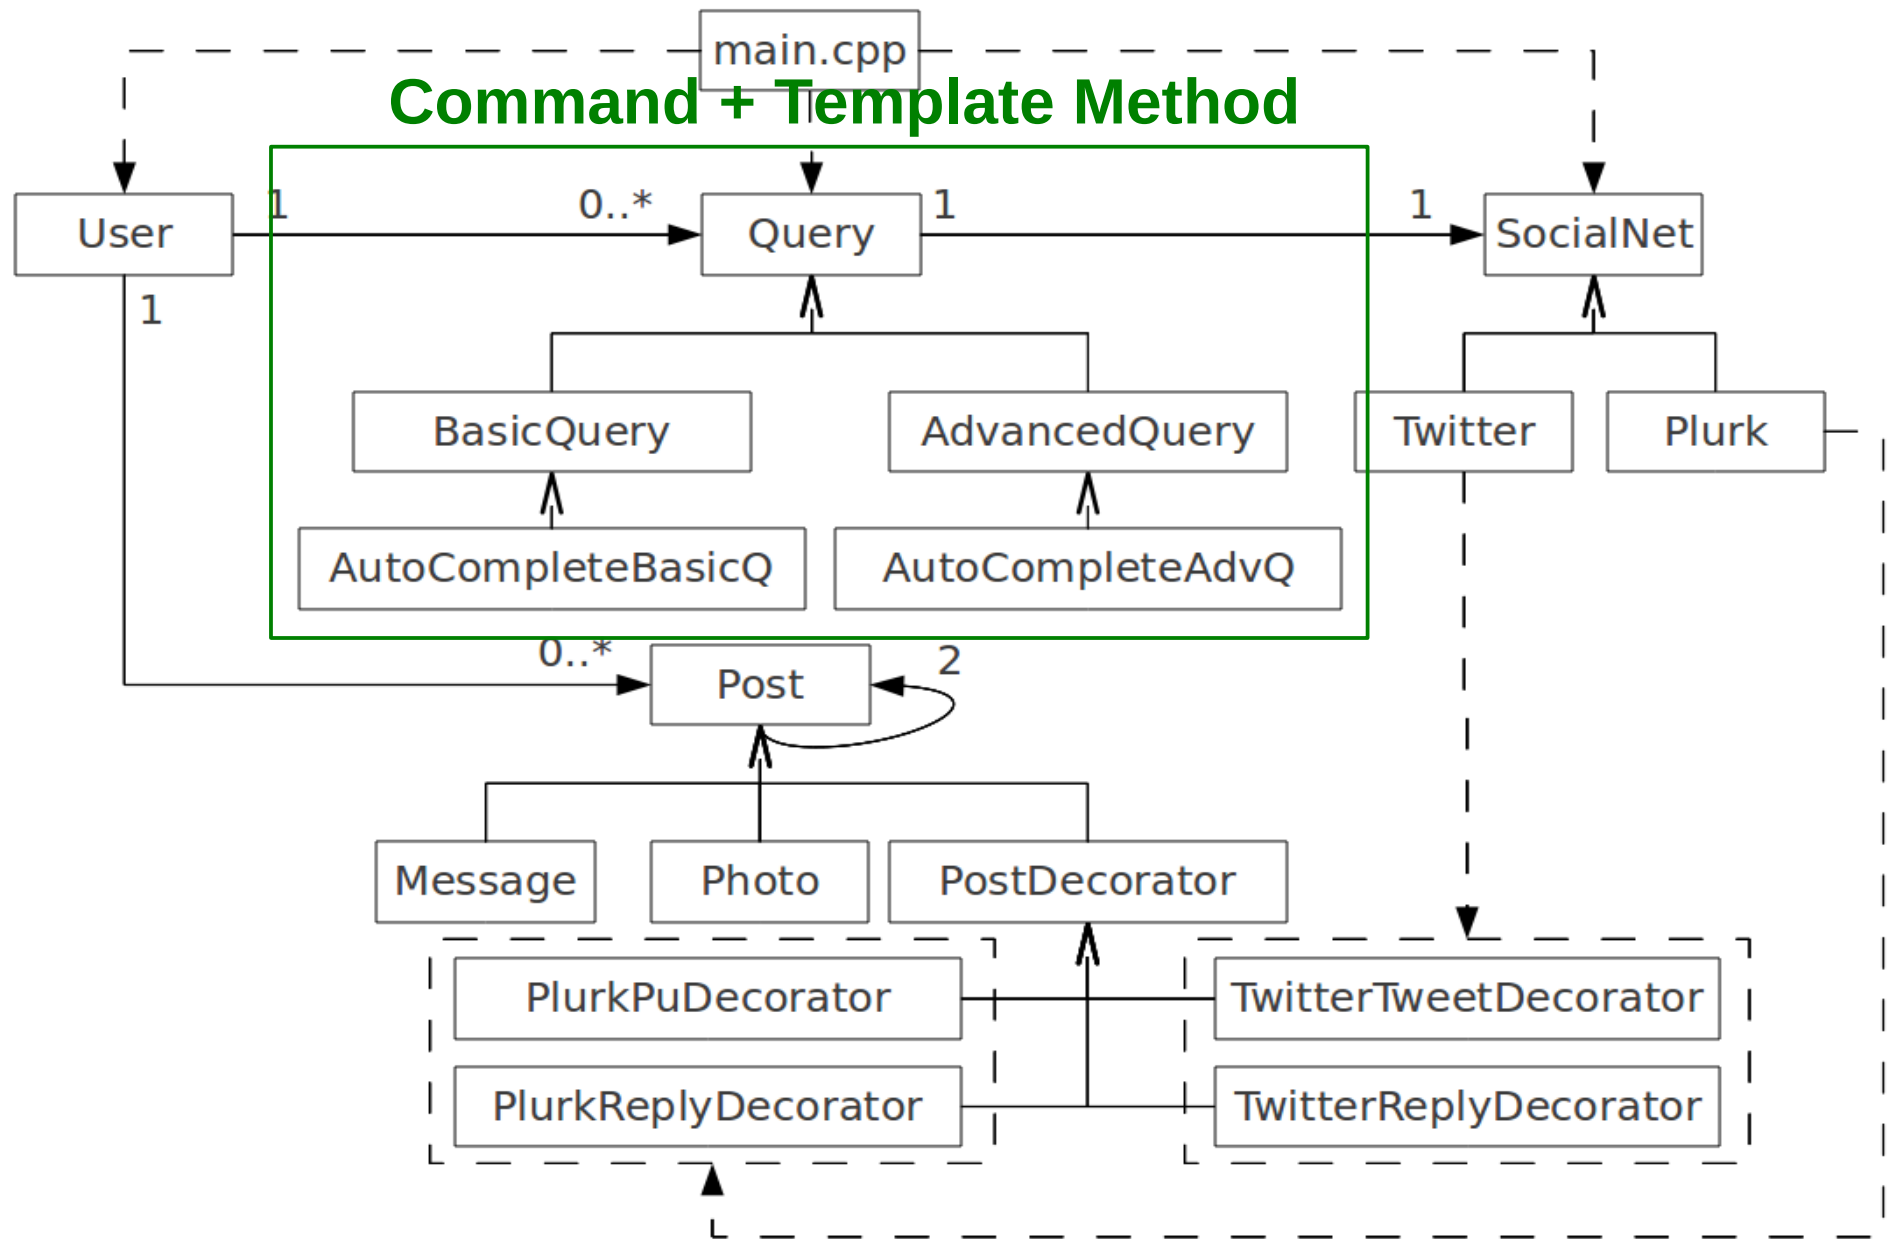 main.cpp
Command + Template Method
1 0..* 1 1
User Query SocialNet
1
BasicQuery AdvancedQuery Twitter Plurk
AutoCompleteBasicQ AutoCompleteAdvQ
0..* 2
Post
Message Photo PostDecorator
PlurkPuDecorator TwitterTweetDecorator
PlurkReplyDecorator TwitterReplyDecorator